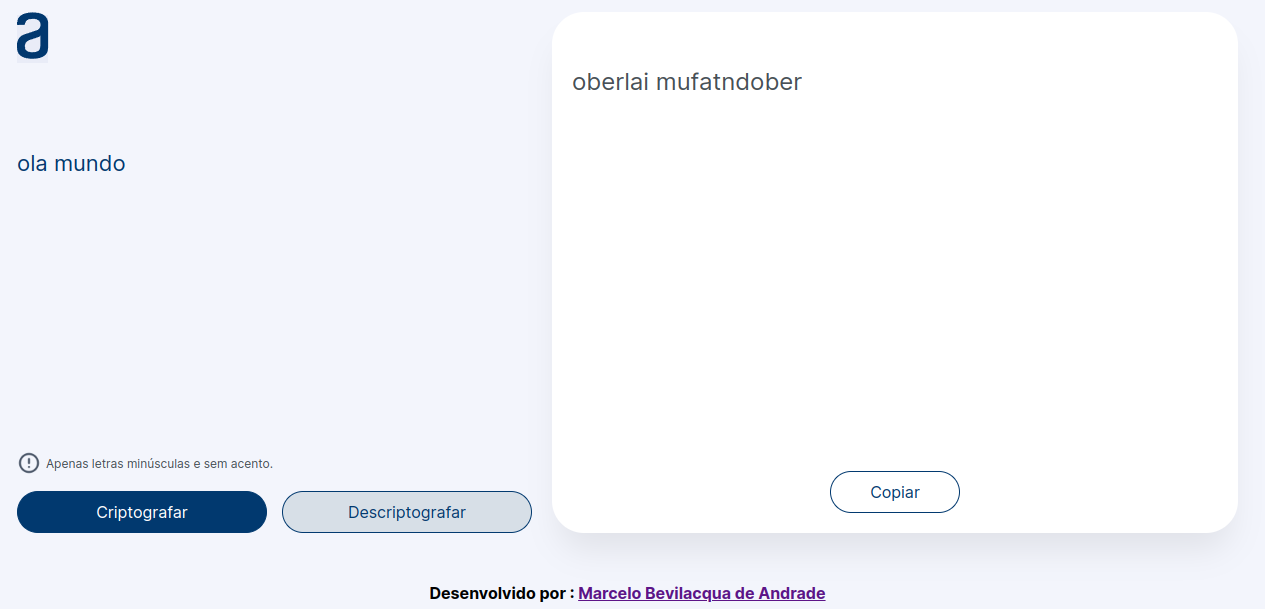 a
ola mundo
Apenas letras minúsculas e sem acento.
Criptografar
Descriptografar
oberlai mufatndober
Copiar
Desenvolvido por : Marcelo Bevilacqua de Andrade